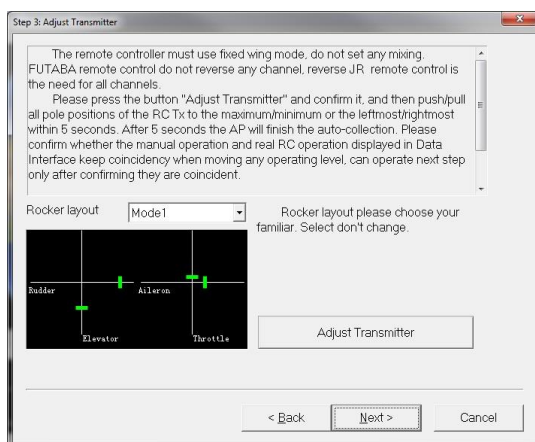 Step 3: Adjust Transmitter
The remote controller must use fixed wing mode, do not set any mixing.
FUTABA remote control do not reverse any channel, reverse JR remote control is
the need for all channels.
Please press the button "Adjust Transmitter" and confirm it, and then push/pull
all pole positions of the RC Tx to the maximum/minimum or the leftmost/rightmost
within 5 seconds. After 5 seconds the AP will finish the auto-collection. Please
confirm whether the manual operation and real RC operation displayed in Data
Interface keep coincidency when moving any operating level, can operate next step
only after confirming they are coincident.
Rocker layout
Mode1
Rocker layout please choose your
familiar. Select don't change.
Rudder
Aileron
Elevator
Throttle
Adjust Transmitter
< Back
Next >
Cancel